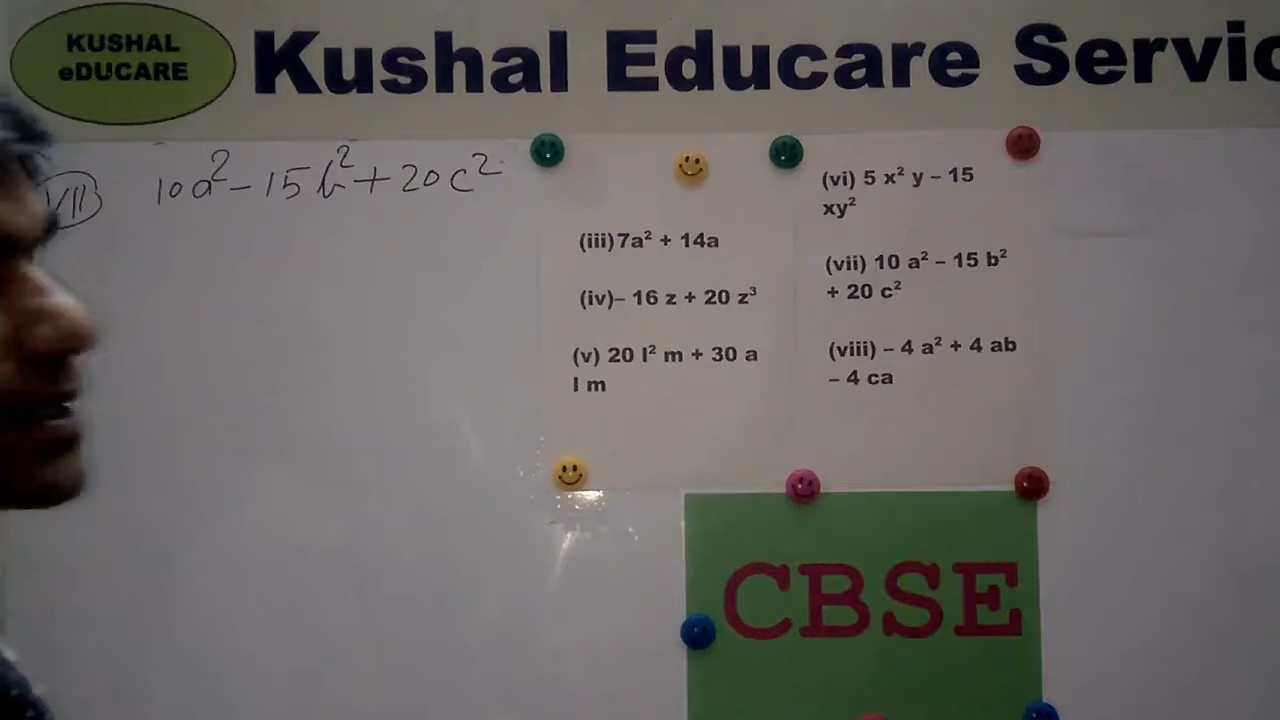 KUSHAL
eDUCARE
Kushal Educare Servic
VII 10a² - 15b² + 20c²
(iii) 7a² + 14a
(iv) – 16 z + 20 z³
(v) 20 l² m + 30 a
l m
(vi) 5 x² y – 15
xy²
(vii) 10 a² – 15 b²
+ 20 c²
(viii) – 4 a² + 4 ab
– 4 ca
CBSE